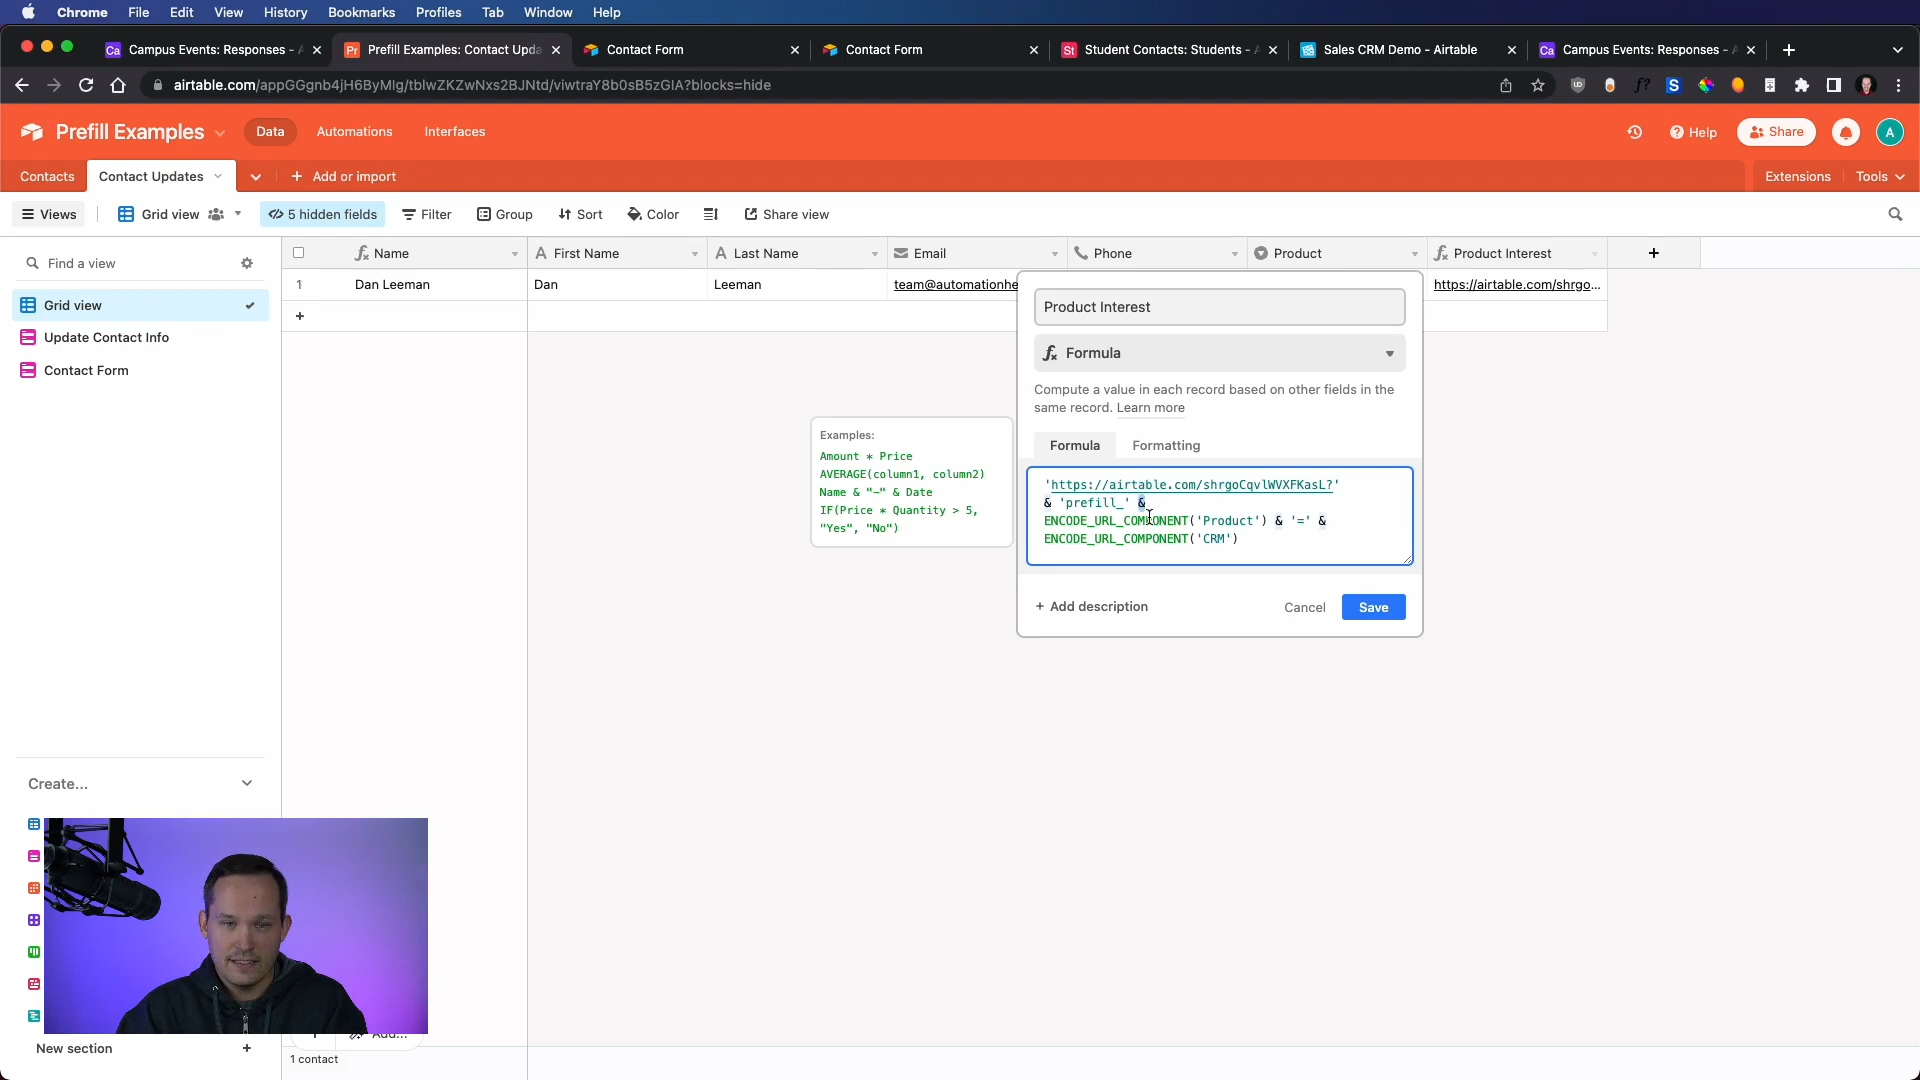 Chrome File Edit View History Bookmarks Profiles Tab Window Help
Ca Campus Events: Responses - A
Pr Prefill Examples: Contact Upda
Contact Form
Contact Form
St Student Contacts: Students - A
Sales CRM Demo - Airtable
Ca Campus Events: Responses - A
airtable.com/appGGgnb4jH6ByMlg/tblwZKZwNxs2BJNtd/viwtraY8b0sB5zGIA?blocks=hide
Prefill Examples Data Automations Interfaces Help Share A
Contacts Contact Updates + Add or import Extensions Tools
Views Grid view 5 hidden fields Filter Group Sort Color Share view
Find a view
Name First Name Last Name Email Phone Product Product Interest +
1 Dan Leeman Dan Leeman team@automationhe https://airtable.com/shrgo...
+
Grid view
Update Contact Info
Contact Form
Product Interest
Formula
Compute a value in each record based on other fields in the
same record. Learn more
Formula Formatting
Examples:
Amount * Price
AVERAGE(column1, column2)
Name & "-" & Date
IF(Price * Quantity > 5,
"Yes", "No")
'https://airtable.com/shrgoCqvlWVXFKasL?'
& 'prefill_' &
ENCODE_URL_COMPONENT('Product') & '=' &
ENCODE_URL_COMPONENT('CRM')
+ Add description Cancel Save
Create...
New section +
+ Add...
1 contact